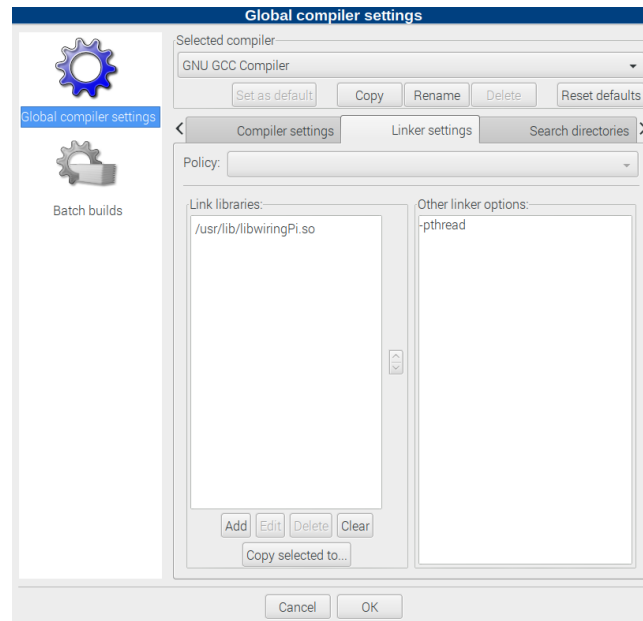 Global compiler settings
Selected compiler
GNU GCC Compiler
Set as default Copy Rename Delete Reset defaults
Global compiler settings
Compiler settings Linker settings Search directories
Policy:
Batch builds
Link libraries:
/usr/lib/libwiringPi.so
Other linker options:
-pthread
Add Edit Delete Clear
Copy selected to...
Cancel OK